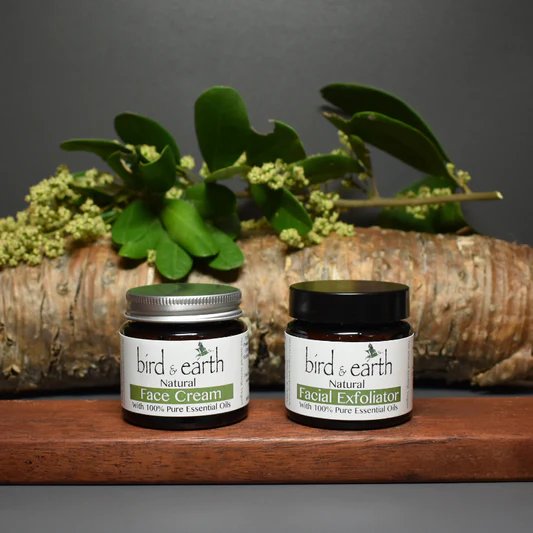 bird & earth
Natural
Face Cream
With 100% Pure Essential Oils
bird & earth
Natural
Facial Exfoliator
With 100% Pure Essential Oils